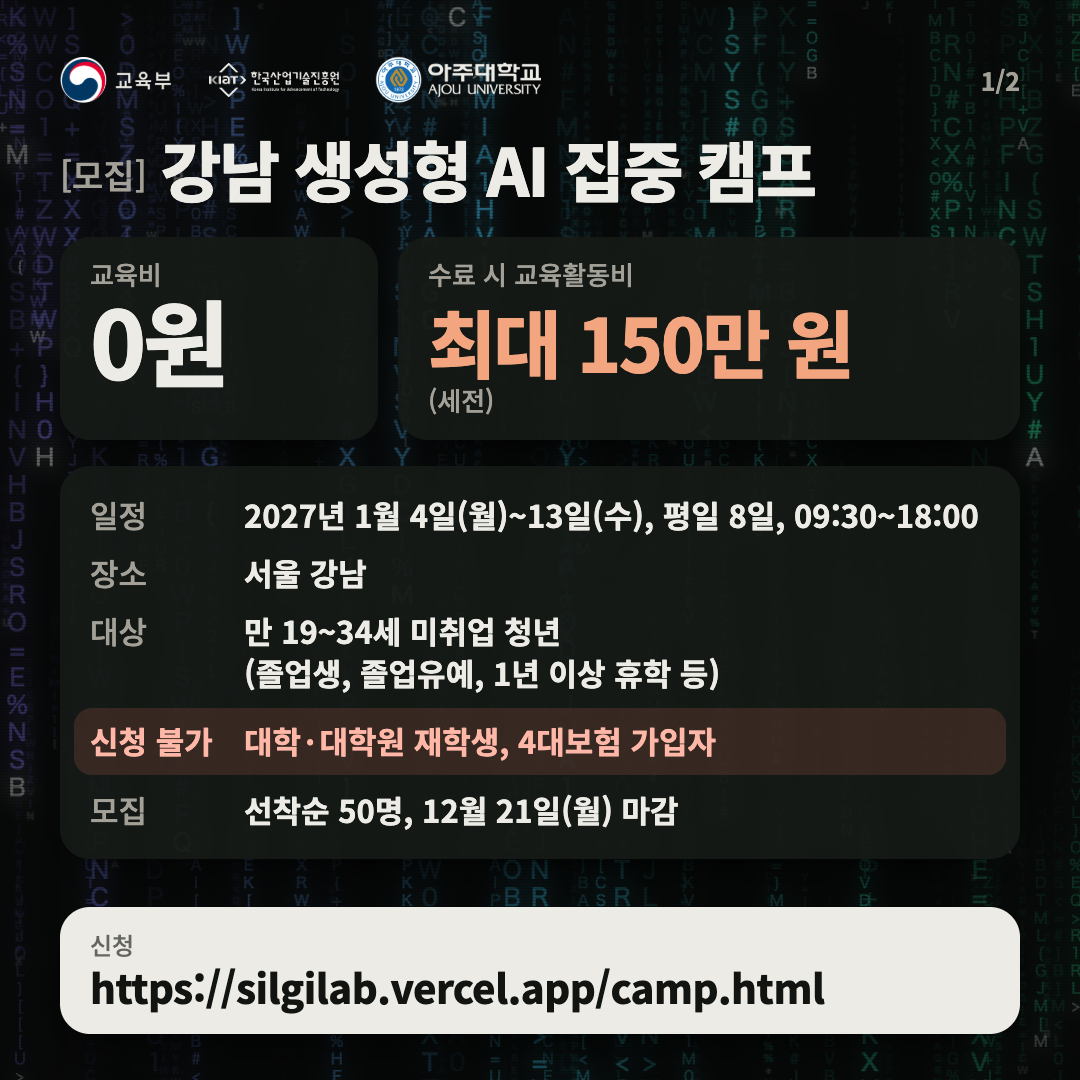 교육부
KIAT 한국산업기술진흥원
Korea Institute for Advancement of Technology
아주대학교
AJOU UNIVERSITY
1/2
[모집] 강남 생성형 AI 집중 캠프
교육비
0원
수료 시 교육활동비
최대 150만 원
(세전)
일정 2027년 1월 4일(월)~13일(수), 평일 8일, 09:30~18:00
장소 서울 강남
대상 만 19~34세 미취업 청년
(졸업생, 졸업유예, 1년 이상 휴학 등)
신청 불가 대학·대학원 재학생, 4대보험 가입자
모집 선착순 50명, 12월 21일(월) 마감
신청
https://silgilab.vercel.app/camp.html